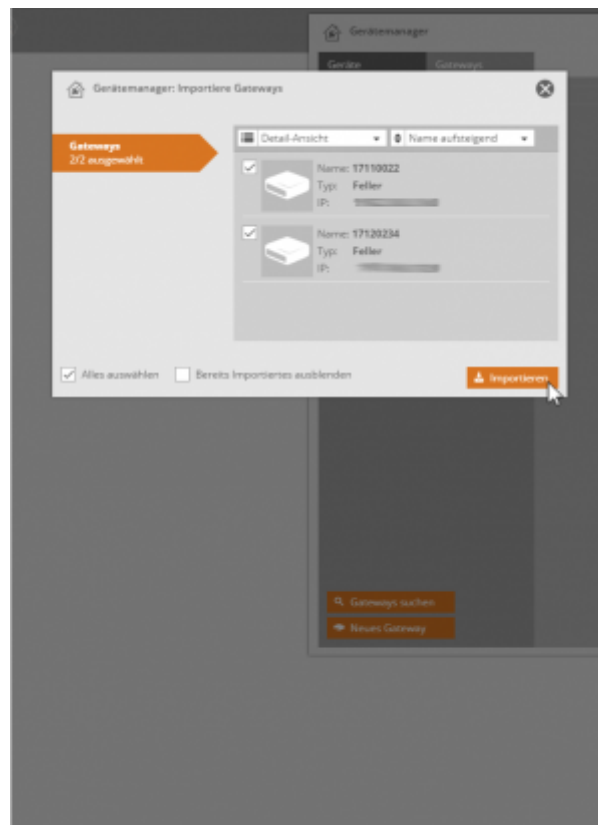 Gerätemanager
Geräte Gateways
Gerätemanager: Importiere Gateways
Gateways
2/2 ausgewählt
Detail-Ansicht Name aufsteigend
Name: 17110022
Typ: Feller
IP:
Name: 17120234
Typ: Feller
IP:
Alles auswählen Bereits Importiertes ausblenden
Importieren
Gateways suchen
Neues Gateway